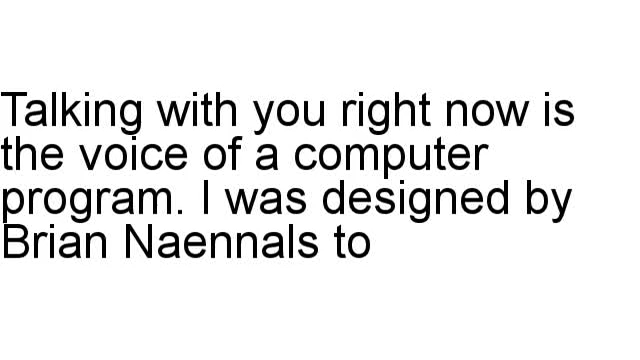 Talking with you right now is
the voice of a computer
program. I was designed by
Brian Naennals to